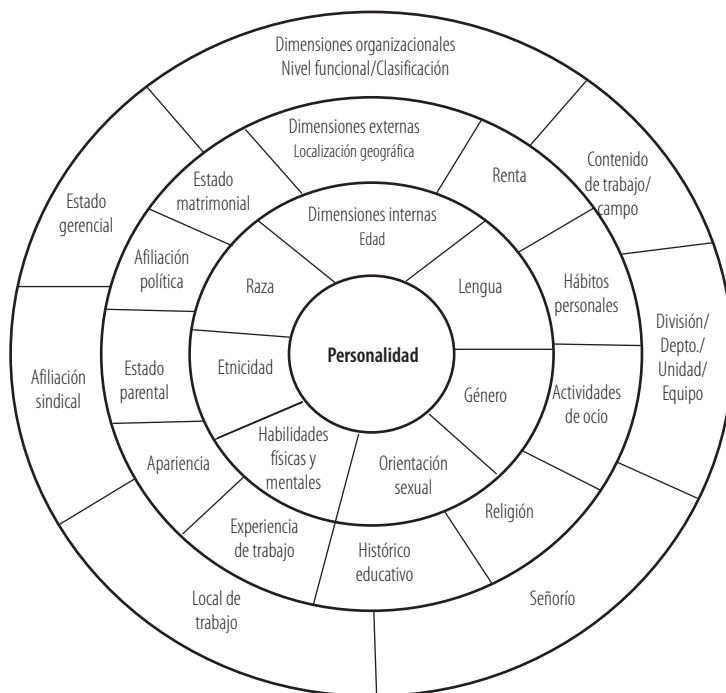 Dimensiones organizacionales
Nivel funcional/Clasificación
Contenido
de trabajo/
campo
División/
Depto./
Unidad/
Equipo
Señorío
Local de
trabajo
Afiliación
sindical
Estado
gerencial
Dimensiones externas
Localización geográfica
Renta
Hábitos
personales
Actividades
de ocio
Religión
Histórico
educativo
Experiencia
de trabajo
Apariencia
Estado
parental
Afiliación
política
Estado
matrimonial
Dimensiones internas
Edad
Lengua
Género
Orientación
sexual
Habilidades
físicas y
mentales
Etnicidad
Raza
Personalidad